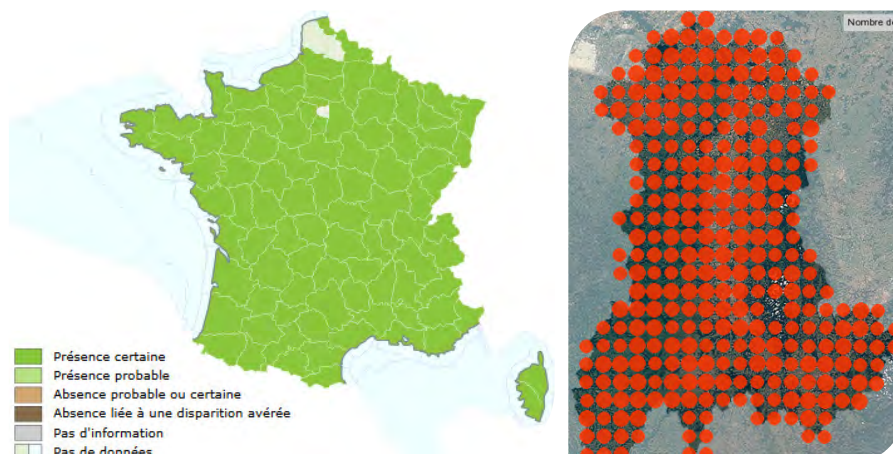 Nombre de
Présence certaine
Présence probable
Absence probable ou certaine
Absence liée à une disparition avérée
Pas d'information
Pas de données